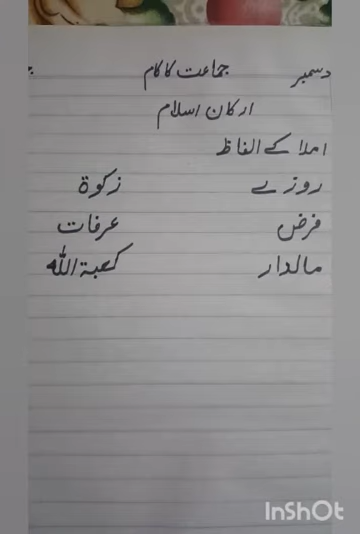 دسمبر جماعت کا کام
ارکان اسلام
املا کے الفاظ
روزے زکوۃ
فرض عرفات
مالدار کعبۃ اللہ
InShOt